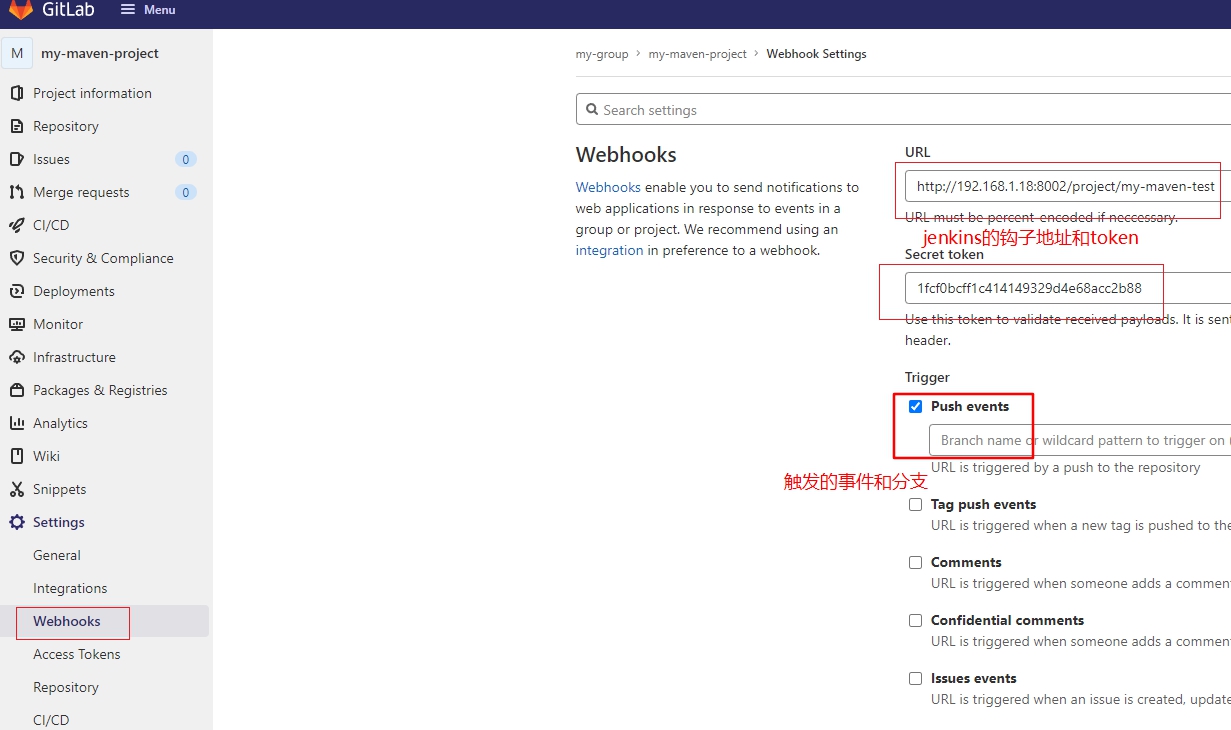 GitLab
Menu
M my-maven-project
Project information
Repository
Issues 0
Merge requests 0
CI/CD
Security & Compliance
Deployments
Monitor
Infrastructure
Packages & Registries
Analytics
Wiki
Snippets
Settings
General
Integrations
Webhooks
Access Tokens
Repository
CI/CD
my-group › my-maven-project › Webhook Settings
Search settings
Webhooks
Webhooks enable you to send notifications to
web applications in response to events in a
group or project. We recommend using an
integration in preference to a webhook.
URL
http://192.168.1.18:8002/project/my-maven-test
URL must be percent-encoded if neccessary.
jenkins的钩子地址和token
Secret token
1fcf0bcff1c414149329d4e68acc2b88
Use this token to validate received payloads. It is sent
header.
Trigger
Push events
Branch name or wildcard pattern to trigger on (
URL is triggered by a push to the repository
触发的事件和分支
Tag push events
URL is triggered when a new tag is pushed to the
Comments
URL is triggered when someone adds a commen
Confidential comments
URL is triggered when someone adds a commen
Issues events
URL is triggered when an issue is created, update